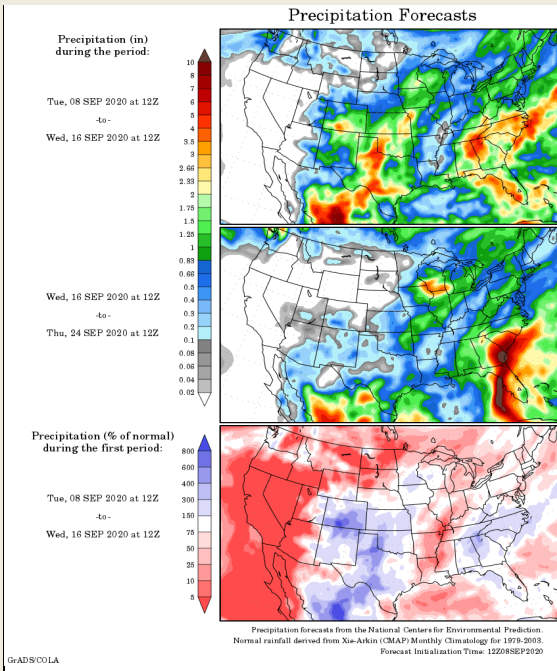 Precipitation Forecasts
Precipitation (in)
during the period:
Tue, 08 SEP 2020 at 12Z
-to-
Wed, 16 SEP 2020 at 12Z
10
8
7
6
5
4
3.5
3
2.66
2.33
2
1.75
1.5
1.25
1
0.83
0.66
0.5
0.4
0.3
0.2
0.1
0.08
0.06
0.04
0.02
Wed, 16 SEP 2020 at 12Z
-to-
Thu, 24 SEP 2020 at 12Z
Precipitation (% of normal)
during the first period:
Tue, 08 SEP 2020 at 12Z
-to-
Wed, 16 SEP 2020 at 12Z
800
600
400
300
150
75
50
25
10
5
Precipitation forecasts from the National Centers for Environmental Prediction.
Normal rainfall derived from Xie-Arkin (CMAP) Monthly Climatology for 1979-2003.
Forecast Initialization Time: 12Z08SEP2020
GrADS/COLA